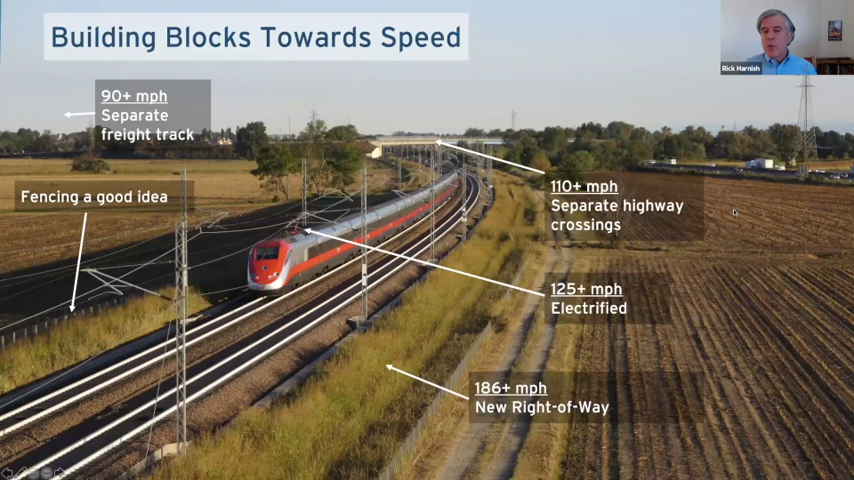 Building Blocks Towards Speed
Rick Harnish
90+ mph
Separate
freight track
Fencing a good idea
110+ mph
Separate highway
crossings
125+ mph
Electrified
186+ mph
New Right-of-Way